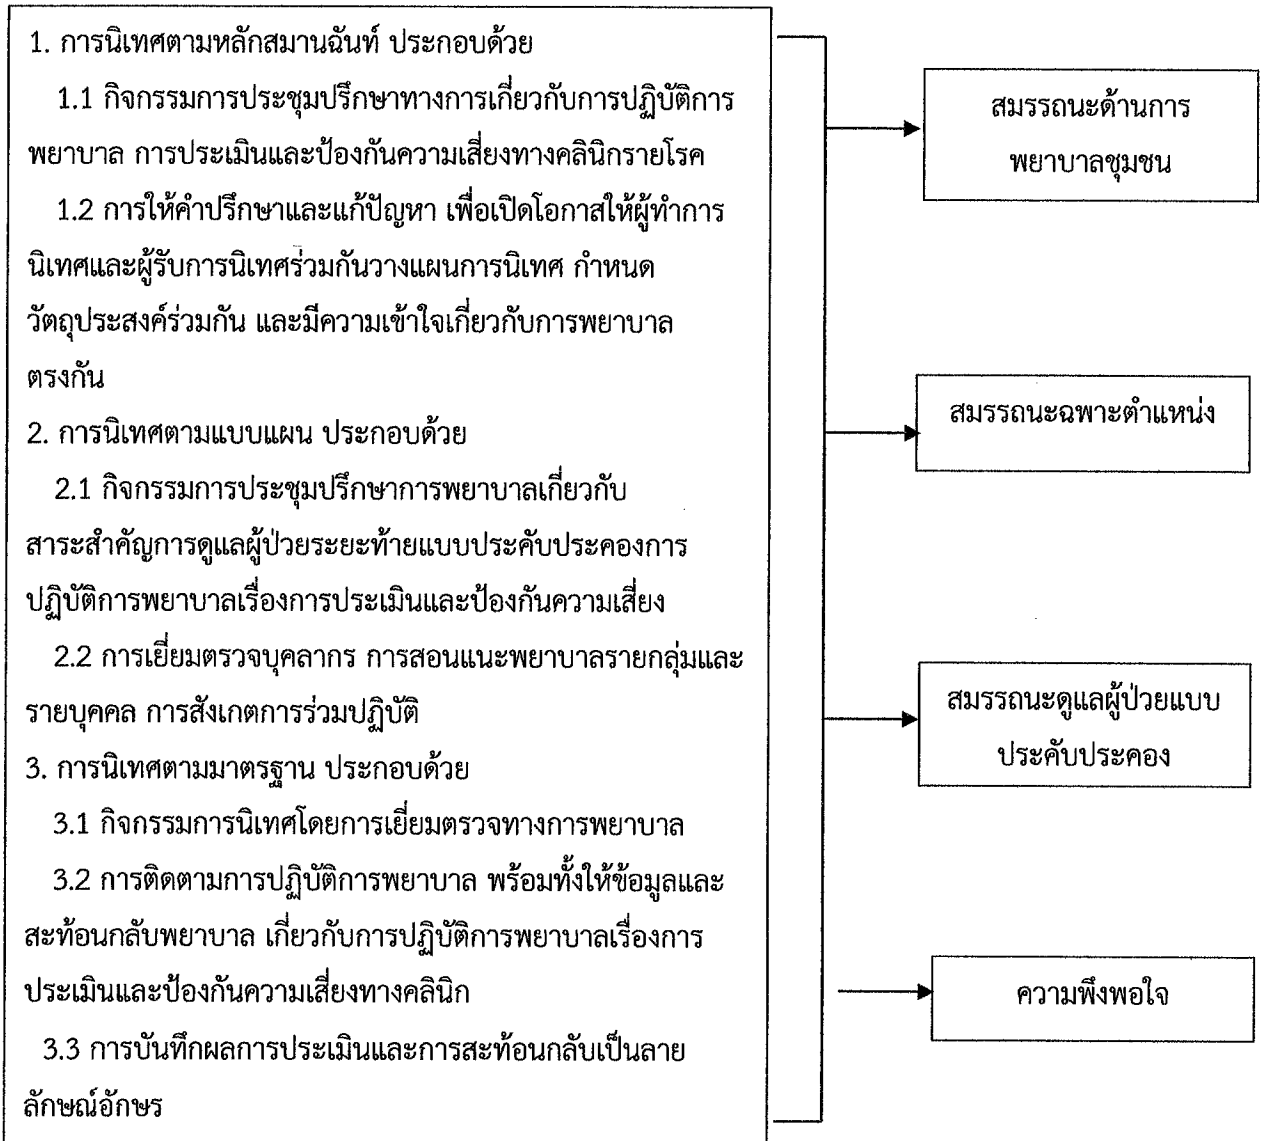 1. การนิเทศตามหลักสมานฉันท์ ประกอบด้วย
1.1 กิจกรรมการประชุมปรึกษาทางการเกี่ยวกับการปฏิบัติการ
พยาบาล การประเมินและป้องกันความเสี่ยงทางคลินิกรายโรค
1.2 การให้คำปรึกษาและแก้ปัญหา เพื่อเปิดโอกาสให้ผู้ทำการ
นิเทศและผู้รับการนิเทศร่วมกันวางแผนการนิเทศ กำหนด
วัตถุประสงค์ร่วมกัน และมีความเข้าใจเกี่ยวกับการพยาบาล
ตรงกัน
2. การนิเทศตามแบบแผน ประกอบด้วย
2.1 กิจกรรมการประชุมปรึกษาการพยาบาลเกี่ยวกับ
สาระสำคัญการดูแลผู้ป่วยระยะท้ายแบบประคับประคองการ
ปฏิบัติการพยาบาลเรื่องการประเมินและป้องกันความเสี่ยง
2.2 การเยี่ยมตรวจบุคลากร การสอนแนะพยาบาลรายกลุ่มและ
รายบุคคล การสังเกตการร่วมปฏิบัติ
3. การนิเทศตามมาตรฐาน ประกอบด้วย
3.1 กิจกรรมการนิเทศโดยการเยี่ยมตรวจทางการพยาบาล
3.2 การติดตามการปฏิบัติการพยาบาล พร้อมทั้งให้ข้อมูลและ
สะท้อนกลับพยาบาล เกี่ยวกับการปฏิบัติการพยาบาลเรื่องการ
ประเมินและป้องกันความเสี่ยงทางคลินิก
3.3 การบันทึกผลการประเมินและการสะท้อนกลับเป็นลาย
ลักษณ์อักษร
สมรรถนะด้านการ
พยาบาลชุมชน
สมรรถนะฉพาะตำแหน่ง
สมรรถนะดูแลผู้ป่วยแบบ
ประคับประคอง
ความพึงพอใจ